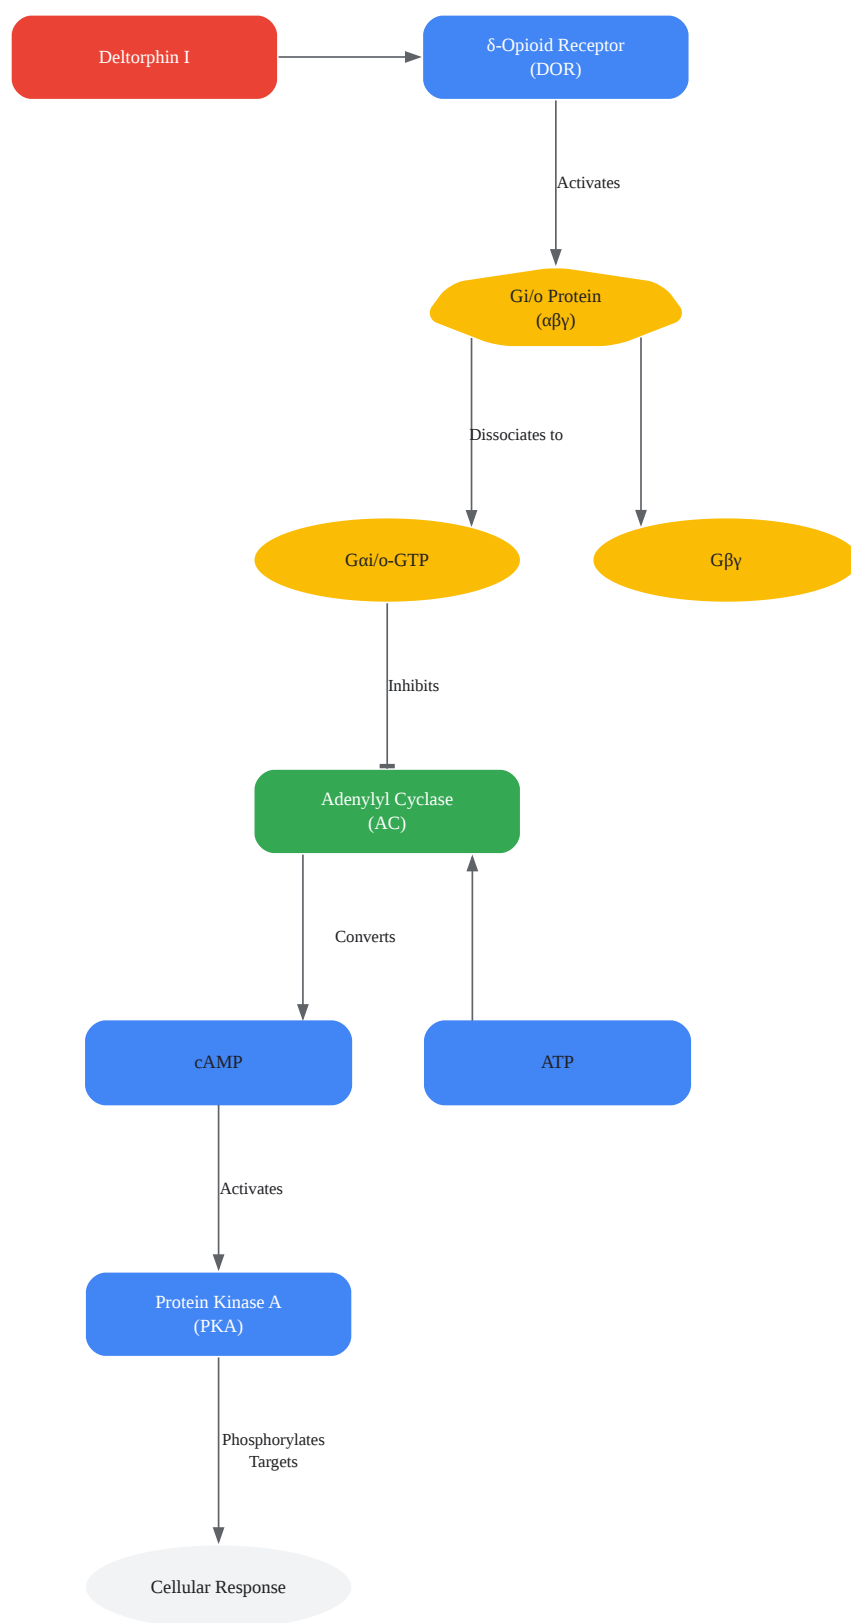 Deltorphin I
δ-Opioid Receptor
(DOR)
Activates
Gi/o Protein
(αβγ)
Dissociates to
Gαi/o-GTP
Gβγ
Inhibits
Adenylyl Cyclase
(AC)
Converts
cAMP
ATP
Activates
Protein Kinase A
(PKA)
Phosphorylates
Targets
Cellular Response